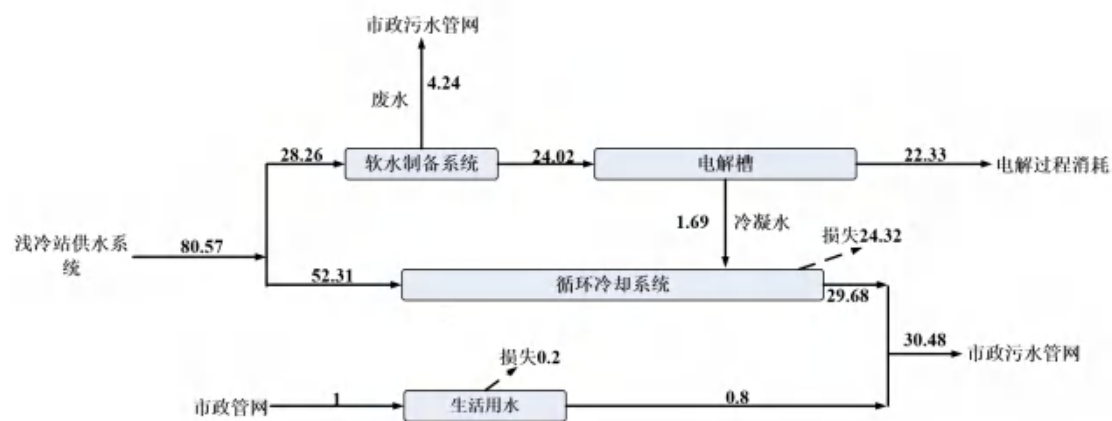 市政污水管网
4.24
废水
28.26
软水制备系统
24.02
电解槽
22.33
电解过程消耗
1.69
冷凝水
损失24.32
浅冷站供水系
统
80.57
52.31
循环冷却系统
29.68
30.48
市政污水管网
损失0.2
市政管网
1
生活用水
0.8